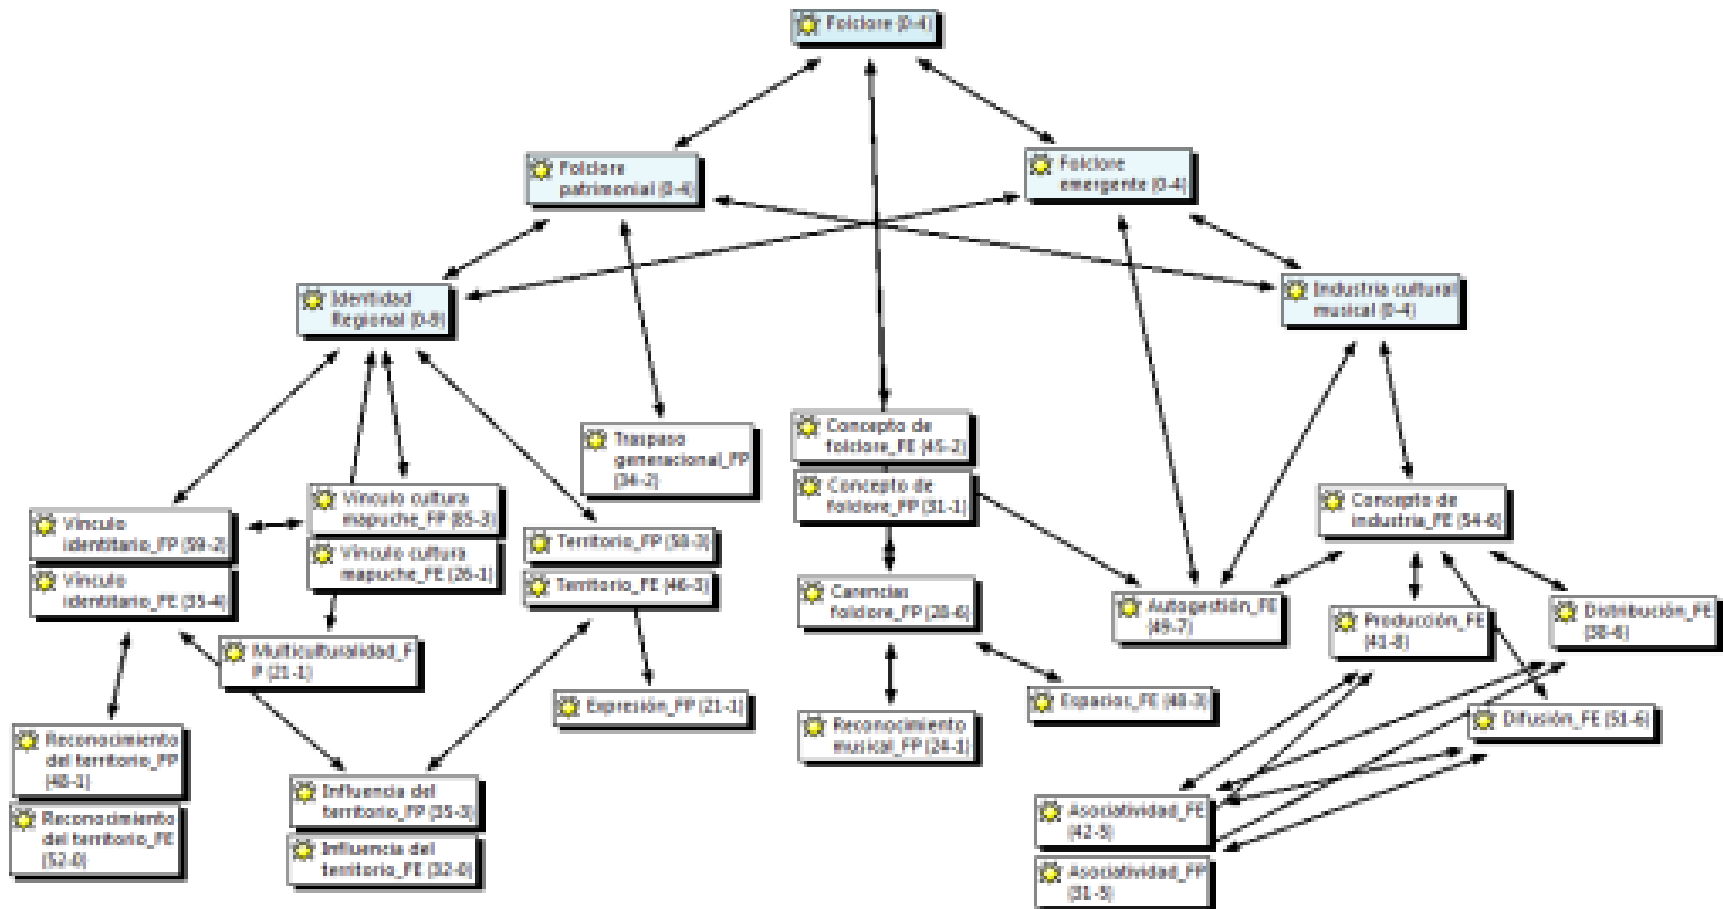 Folclore (0-4)
Folclore
patrimonial (0-4)
Folclore
emergente (0-4)
Identidad
Regional (0-9)
Industria cultural
musical (0-4)
Traspaso
generacional_FP
(34-2)
Concepto de
folclore_FE (45-2)
Concepto de
folclore_FP (31-1)
Concepto de
industria_FE (54-6)
Vínculo
identitario_FP (59-2)
Vínculo
identitario_FE (35-4)
Vínculo cultura
mapuche_FP (85-3)
Vínculo cultura
mapuche_FE (26-1)
Territorio_FP (58-3)
Territorio_FE (46-3)
Carencias
folclore_FP (28-6)
Autogestión_FE
(49-7)
Producción_FE
(41-8)
Distribución_FE
(38-6)
Multiculturalidad_F
P (21-1)
Expresión_FP (21-1)
Espacios_FE (48-3)
Reconocimiento
musical_FP (24-1)
Difusión_FE (51-6)
Reconocimiento
del territorio_FP
(48-1)
Reconocimiento
del territorio_FE
(52-0)
Influencia del
territorio_FP (35-3)
Influencia del
territorio_FE (32-0)
Asociatividad_FE
(42-5)
Asociatividad_FP
(31-5)